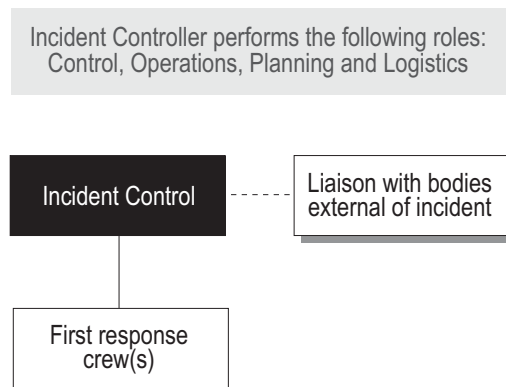 Incident Controller performs the following roles:
Control, Operations, Planning and Logistics
Incident Control
Liaison with bodies
external of incident
First response
crew(s)